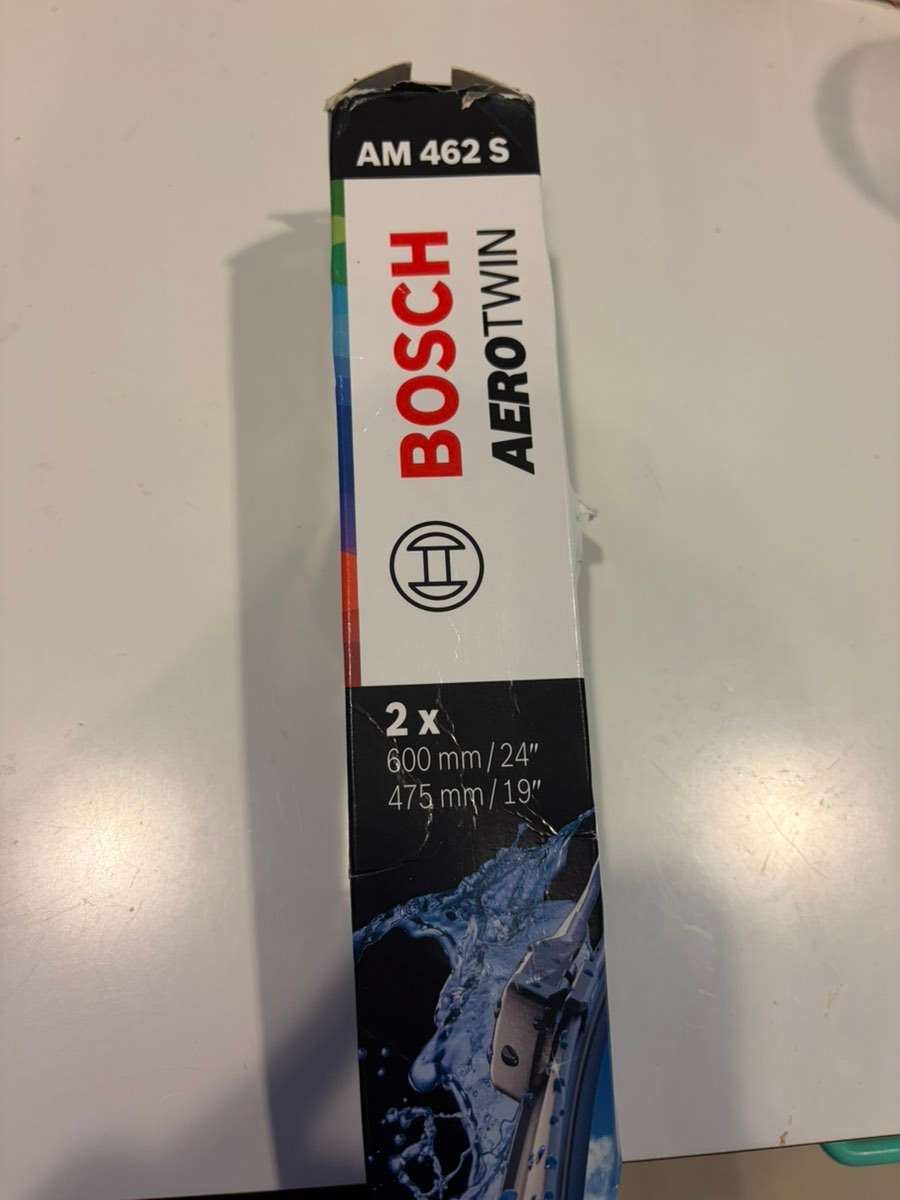 AM 462 S
BOSCH
AEROTWIN
2 x
600 mm / 24"
475 mm / 19"